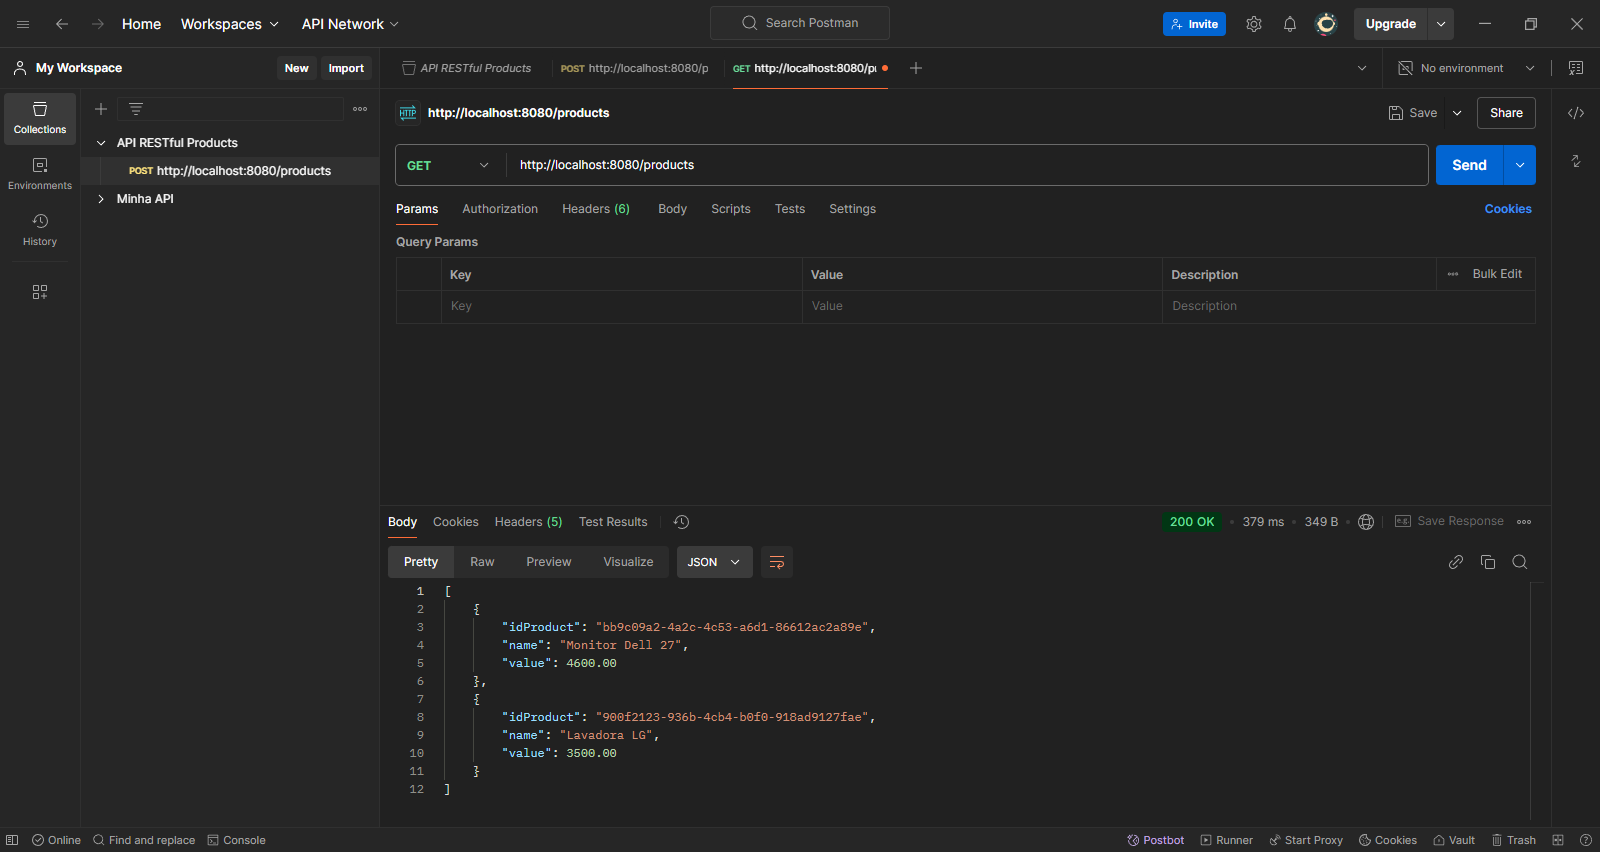 Home Workspaces API Network Search Postman Invite Upgrade
My Workspace New Import API RESTful Products POST http://localhost:8080/p GET http://localhost:8080/p No environment
Collections
Environments
History
API RESTful Products
POST http://localhost:8080/products
Minha API
HTTP http://localhost:8080/products Save Share
GET http://localhost:8080/products Send
Params Authorization Headers (6) Body Scripts Tests Settings Cookies
Query Params
Key Value Description Bulk Edit
Key Value Description
Body Cookies Headers (5) Test Results 200 OK 379 ms 349 B Save Response
Pretty Raw Preview Visualize JSON
1 [
2 {
3 "idProduct": "bb9c09a2-4a2c-4c53-a6d1-86612ac2a89e",
4 "name": "Monitor Dell 27",
5 "value": 4600.00
6 },
7 {
8 "idProduct": "900f2123-936b-4cb4-b0f0-918ad9127fae",
9 "name": "Lavadora LG",
10 "value": 3500.00
11 }
12 ]
Online Find and replace Console Postbot Runner Start Proxy Cookies Vault Trash